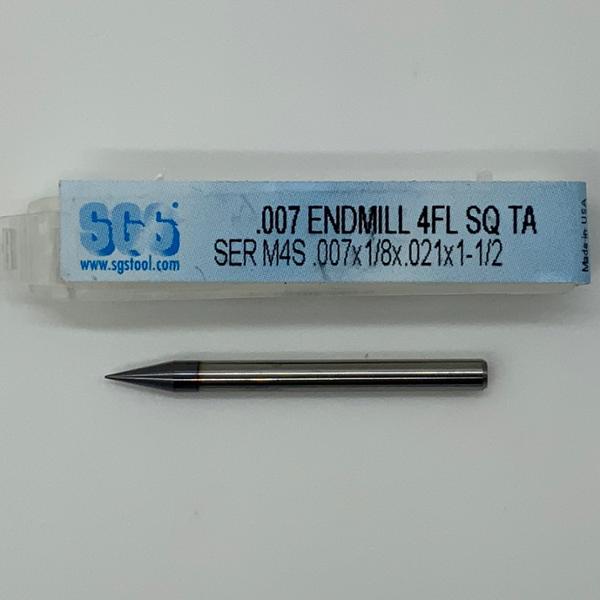 SGS
www.sgstool.com
.007 ENDMILL 4FL SQ TA
SER M4S .007x1/8x.021x1-1/2
Made in USA